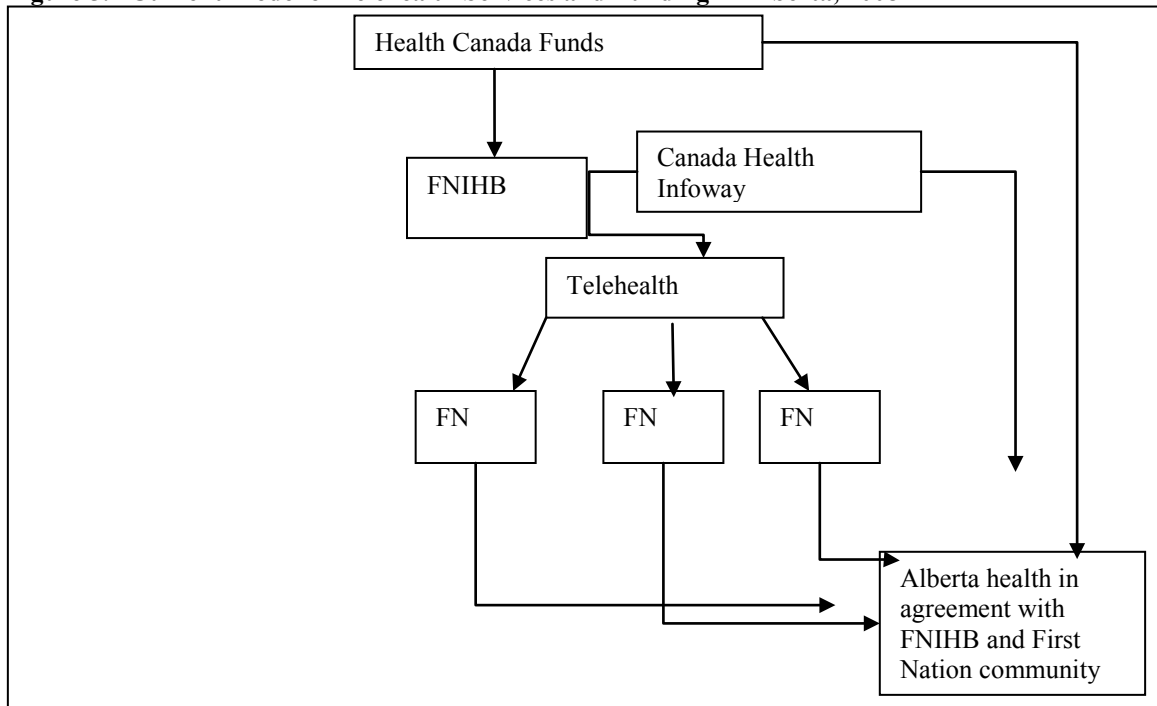 Health Canada Funds
Canada Health
Infoway
FNIHB
Telehealth
FN
FN
FN
Alberta health in
agreement with
FNIHB and First
Nation community